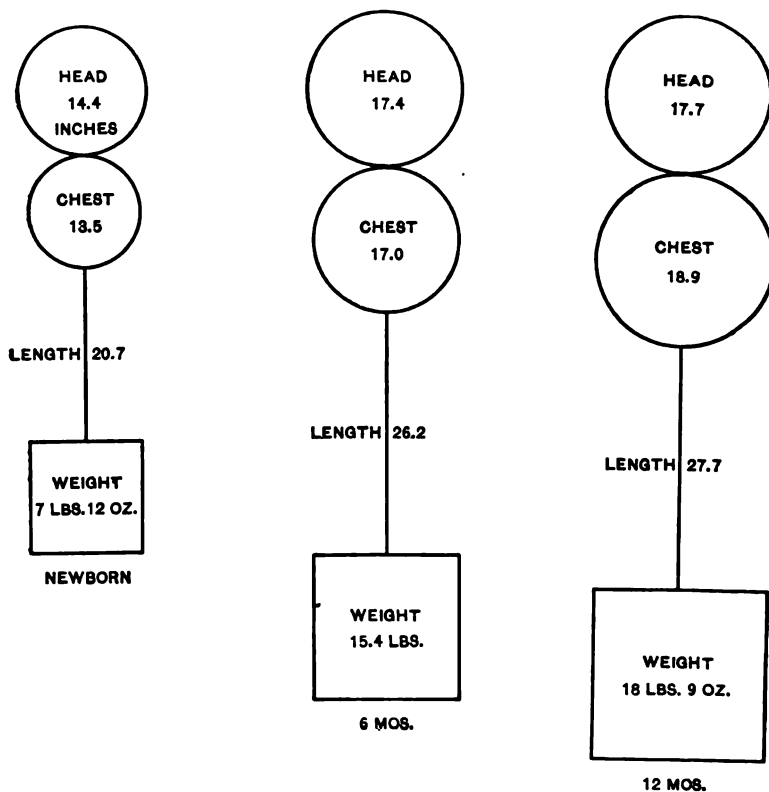 HEAD
14.4
INCHES
CHEST
13.5
LENGTH 20.7
WEIGHT
7 LBS. 12 OZ.
NEWBORN
HEAD
17.4
CHEST
17.0
LENGTH 26.2
WEIGHT
15.4 LBS.
6 MOS.
HEAD
17.7
CHEST
18.9
LENGTH 27.7
WEIGHT
18 LBS. 9 OZ.
12 MOS.